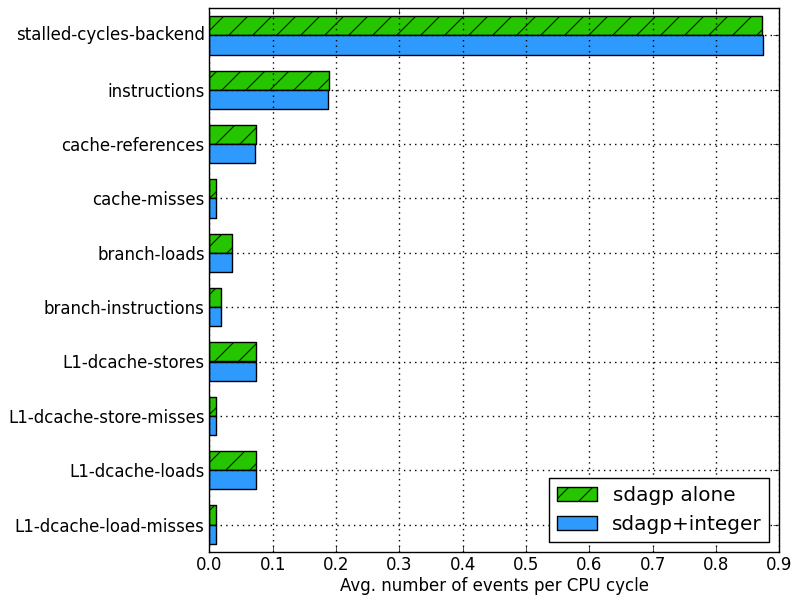 stalled-cycles-backend
instructions
cache-references
cache-misses
branch-loads
branch-instructions
L1-dcache-stores
L1-dcache-store-misses
L1-dcache-loads
L1-dcache-load-misses
sdagp alone
sdagp+integer
0.0 0.1 0.2 0.3 0.4 0.5 0.6 0.7 0.8 0.9
Avg. number of events per CPU cycle